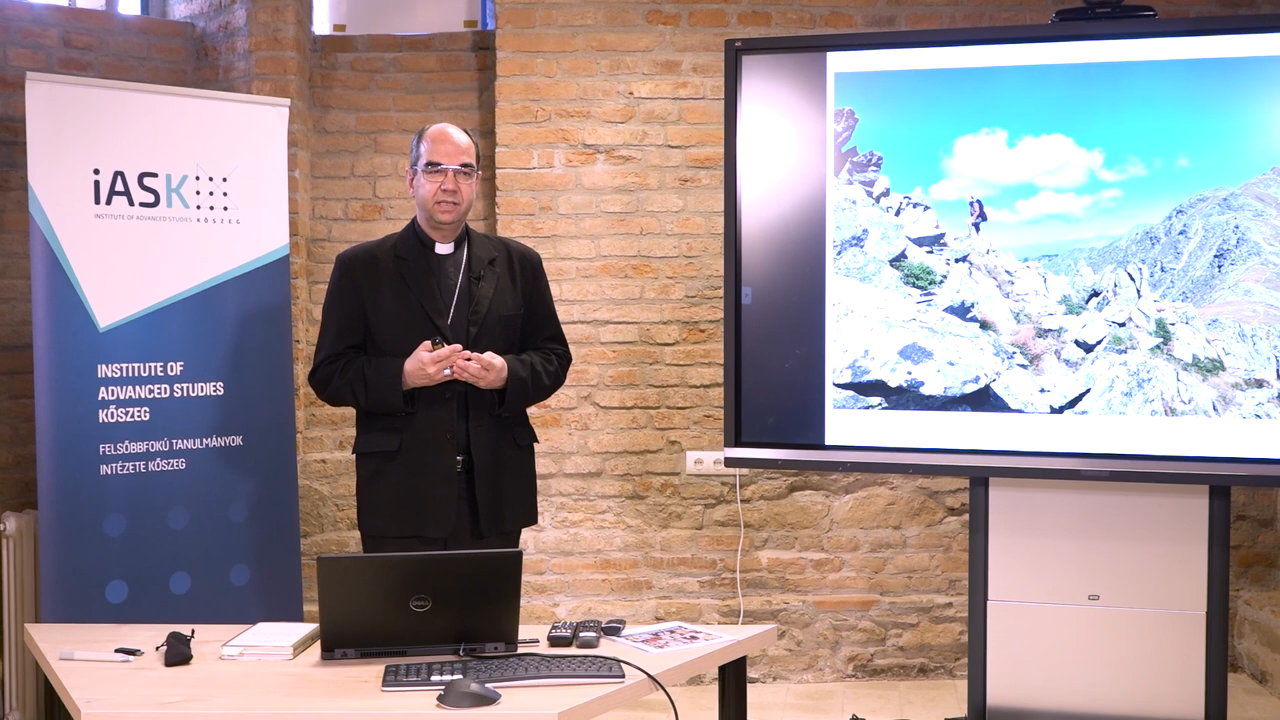 iASK
INSTITUTE OF ADVANCED STUDIES KŐSZEG
INSTITUTE OF
ADVANCED STUDIES
KŐSZEG
FELSŐBBFOKÚ TANULMÁNYOK
INTÉZETE KŐSZEG
DELL